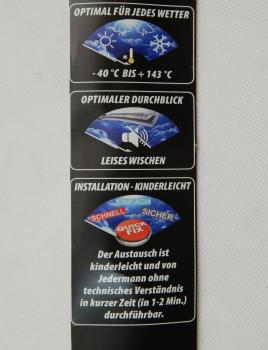 OPTIMAL FÜR JEDES WETTER
- 40 °C BIS + 143 °C
OPTIMALER DURCHBLICK
LEISES WISCHEN
INSTALLATION - KINDERLEICHT
SCHNELL EINFACH SICHER
QUICK
FIX
Der Austausch ist
kinderleicht und von
Jedermann ohne
technisches Verständnis
in kurzer Zeit (in 1-2 Min.)
durchführbar.